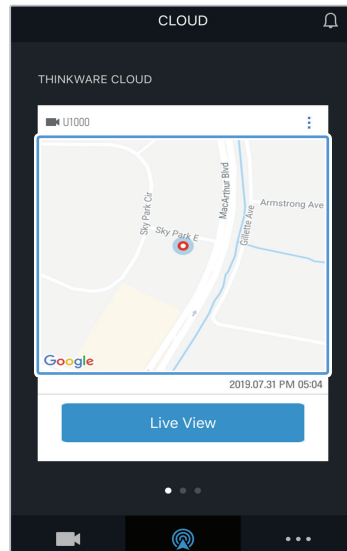 CLOUD
THINKWARE CLOUD
U1000
Sky Park Cir
MacArthur Blvd
Armstrong Ave
Gillette Ave
Sky Park E
Google
2019.07.31 PM 05:04
Live View